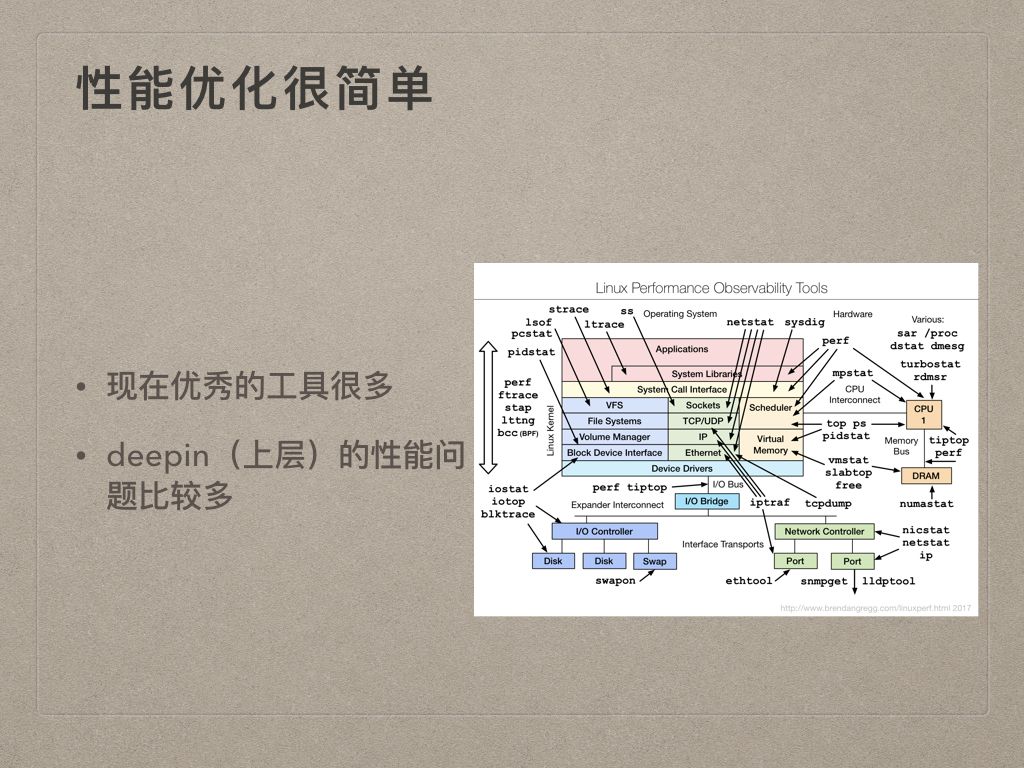 性能优化很简单
• 现在优秀的工具很多
• deepin（上层）的性能问
题比较多
Linux Performance Observability Tools
strace
ss
Operating System
netstat
sysdig
Hardware
Various:
lsof
ltrace
pcstat
sar /proc
dstat dmesg
pidstat
Applications
perf
turbostat
rdmsr
System Libraries
mpstat
perf
ftrace
stap
lttng
bcc (BPF)
Linux Kernel
System Call Interface
CPU
Interconnect
VFS
Sockets
Scheduler
CPU
1
File Systems
TCP/UDP
top ps
pidstat
Volume Manager
IP
Virtual
Memory
Memory
Bus
tiptop
perf
Block Device Interface
Ethernet
vmstat
slabtop
free
Device Drivers
DRAM
iostat
iotop
blktrace
perf tiptop
I/O Bus
I/O Bridge
iptraf
tcpdump
numastat
Expander Interconnect
I/O Controller
Network Controller
nicstat
netstat
ip
Interface Transports
Disk
Disk
Swap
Port
Port
swapon
ethtool
snmpget
lldptool
http://www.brendangregg.com/linuxperf.html 2017